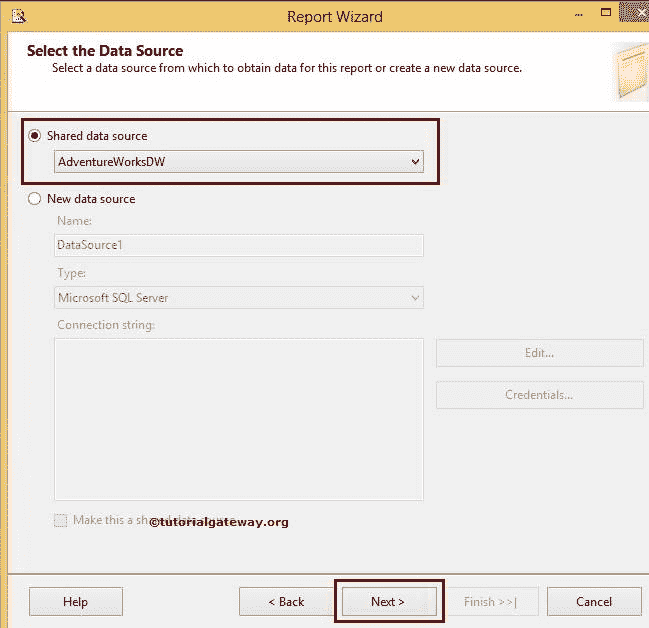 Report Wizard
Select the Data Source
Select a data source from which to obtain data for this report or create a new data source.
Shared data source
AdventureWorksDW
New data source
Name:
DataSource1
Type:
Microsoft SQL Server
Connection string:
Edit...
Credentials...
Make this a sh
©tutorialgateway.org
Help
< Back
Next >
Finish >>|
Cancel